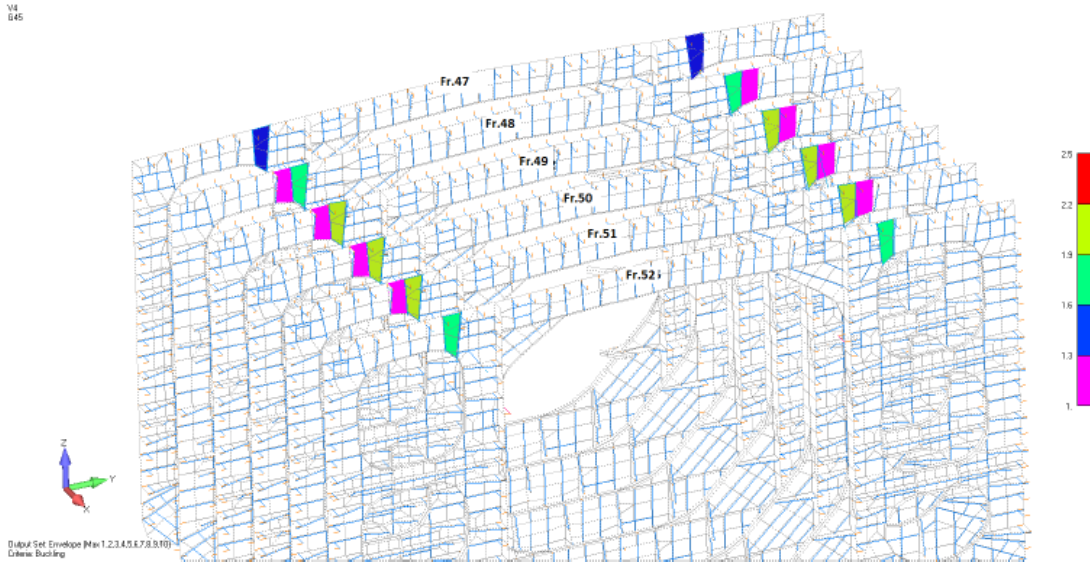 V4
G45
Fr.47
Fr.48
Fr.49
Fr.50
Fr.51
Fr.52
2.5
2.2
1.9
1.6
1.3
1.
Z
Y
X
Output Set: Envelope (Max 1,2,3,4,5,6,7,8,9,10)
Criteria: Buckling